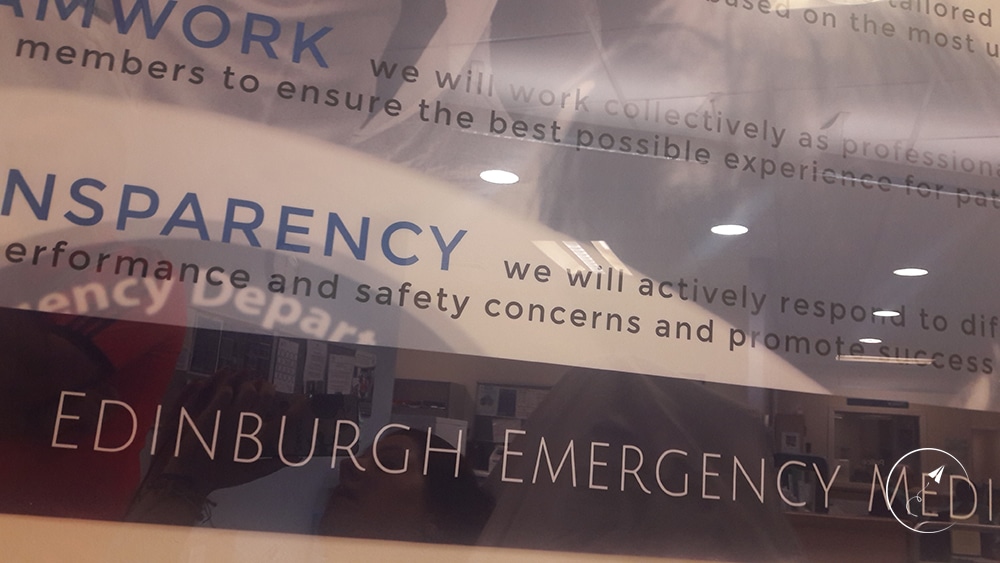 tailored
based on the most u
AMWORK we will work collectively as profession
members to ensure the best possible experience for pat
NSPARENCY we will actively respond to dif
erformance and safety concerns and promote success
ency Depart
EDINBURGH EMERGENCY MEDI